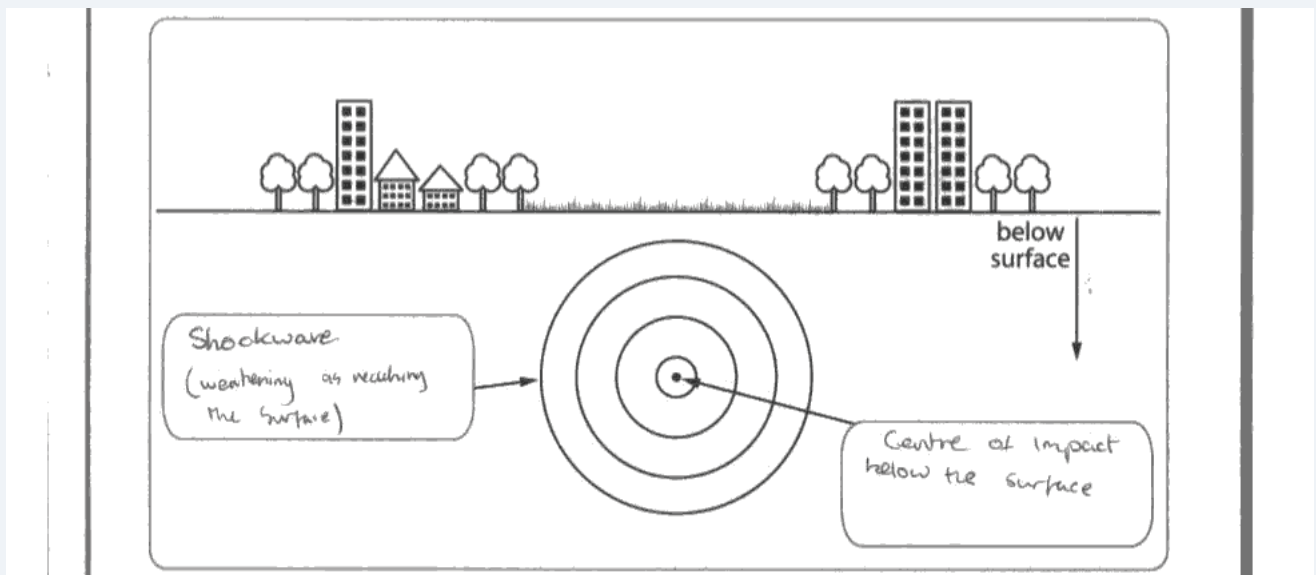 below
surface
Shockwave
(weakening as reaching
the surface)
Centre of impact
below the surface